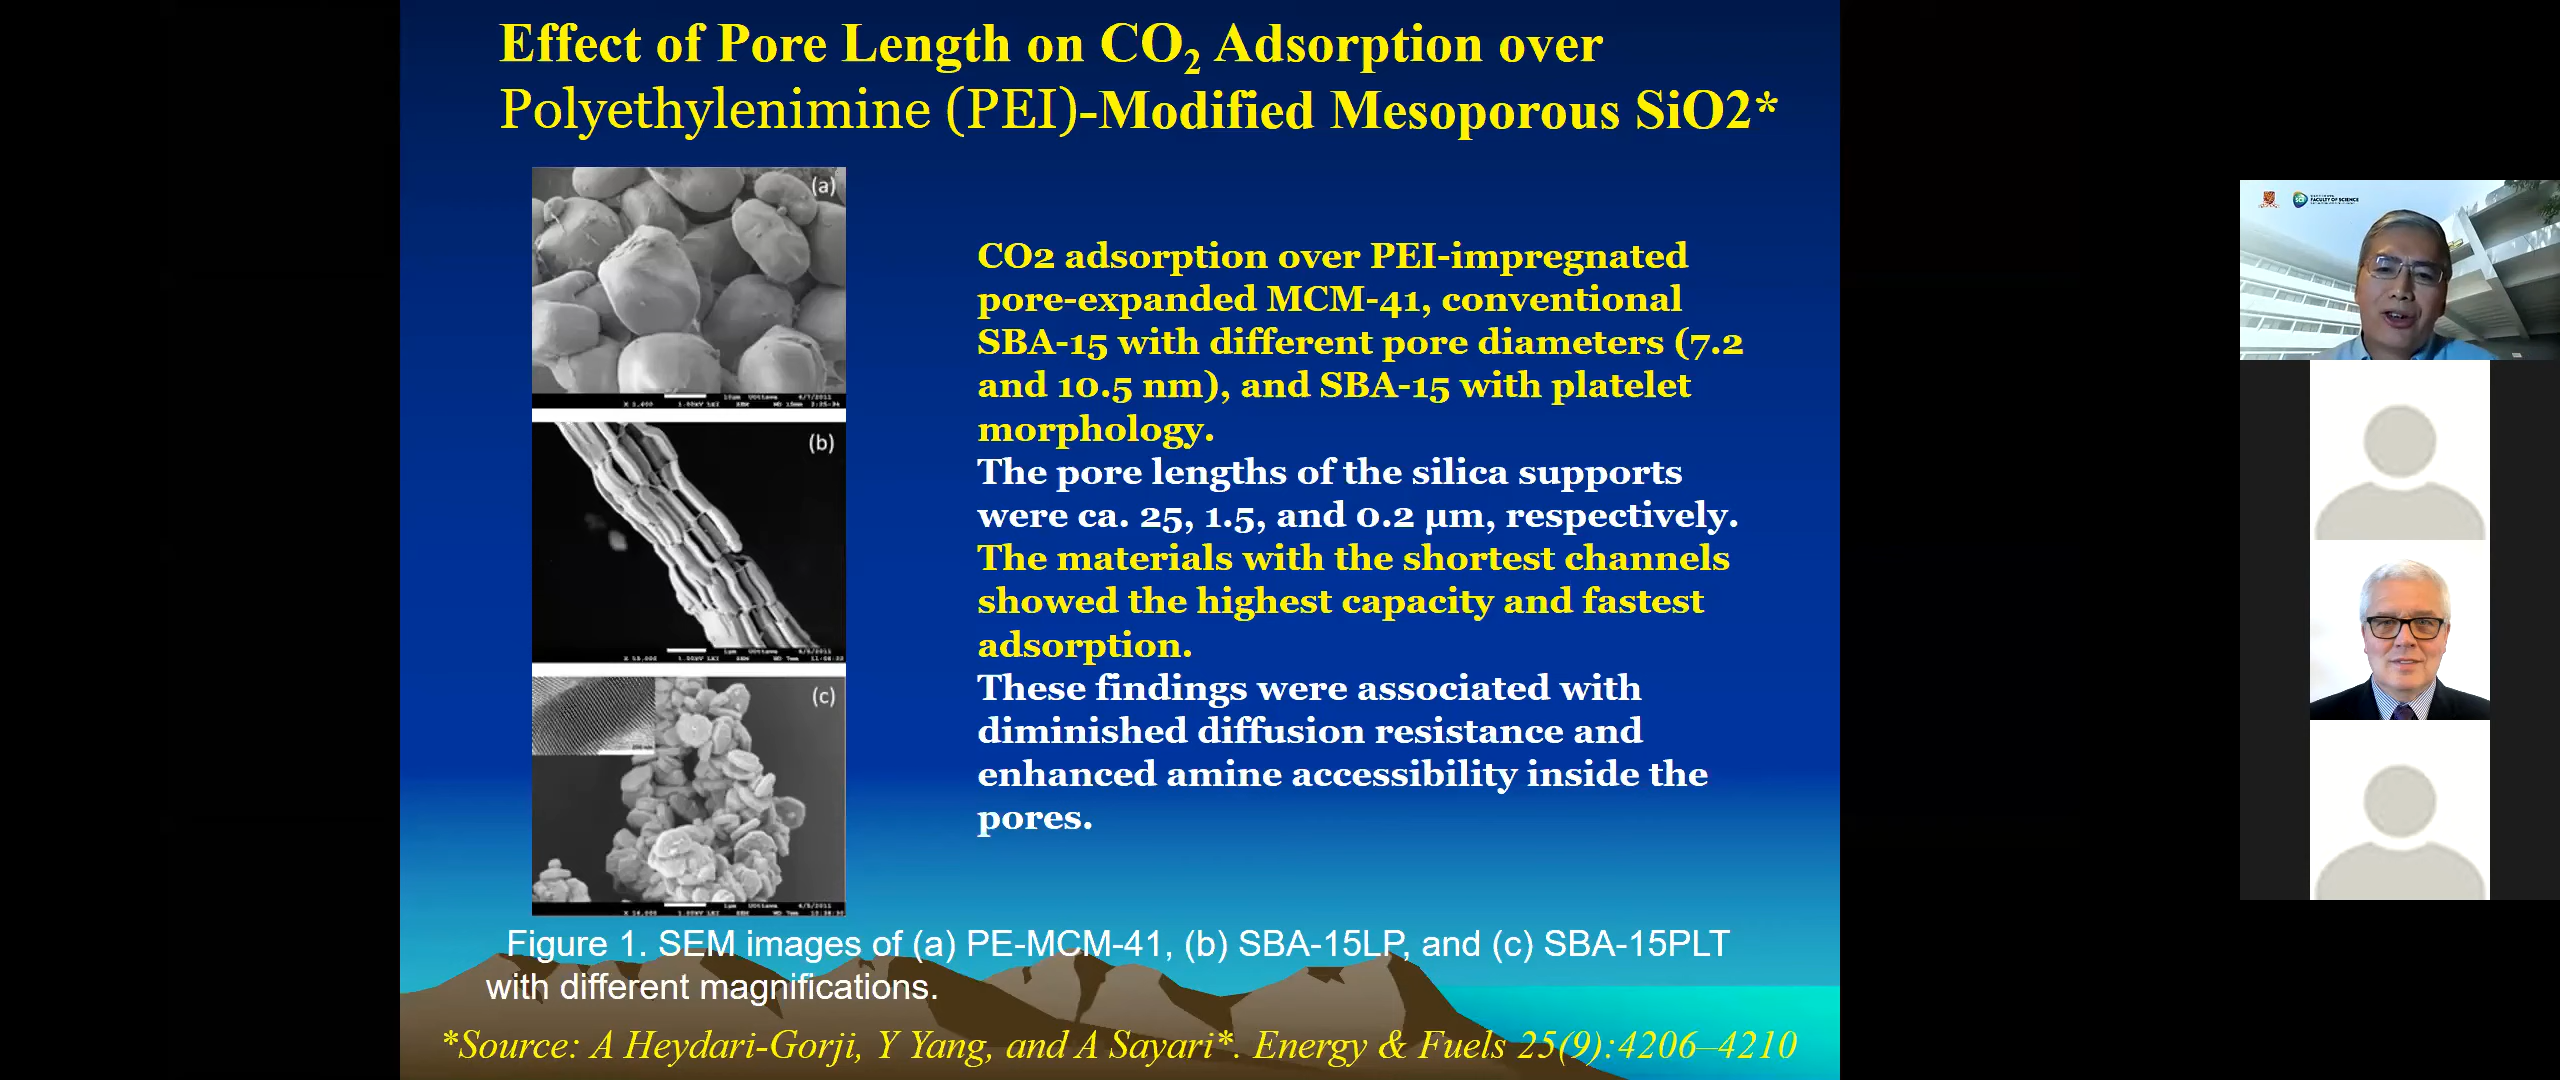 Effect of Pore Length on CO2 Adsorption over
Polyethylenimine (PEI)-Modified Mesoporous SiO2*
(a)
(b)
(c)
CO2 adsorption over PEI-impregnated
pore-expanded MCM-41, conventional
SBA-15 with different pore diameters (7.2
and 10.5 nm), and SBA-15 with platelet
morphology.
The pore lengths of the silica supports
were ca. 25, 1.5, and 0.2 μm, respectively.
The materials with the shortest channels
showed the highest capacity and fastest
adsorption.
These findings were associated with
diminished diffusion resistance and
enhanced amine accessibility inside the
pores.
Figure 1. SEM images of (a) PE-MCM-41, (b) SBA-15LP, and (c) SBA-15PLT
with different magnifications.
*Source: A Heydari-Gorji, Y Yang, and A Sayari*. Energy & Fuels 25(9):4206–4210
FACULTY OF SCIENCE